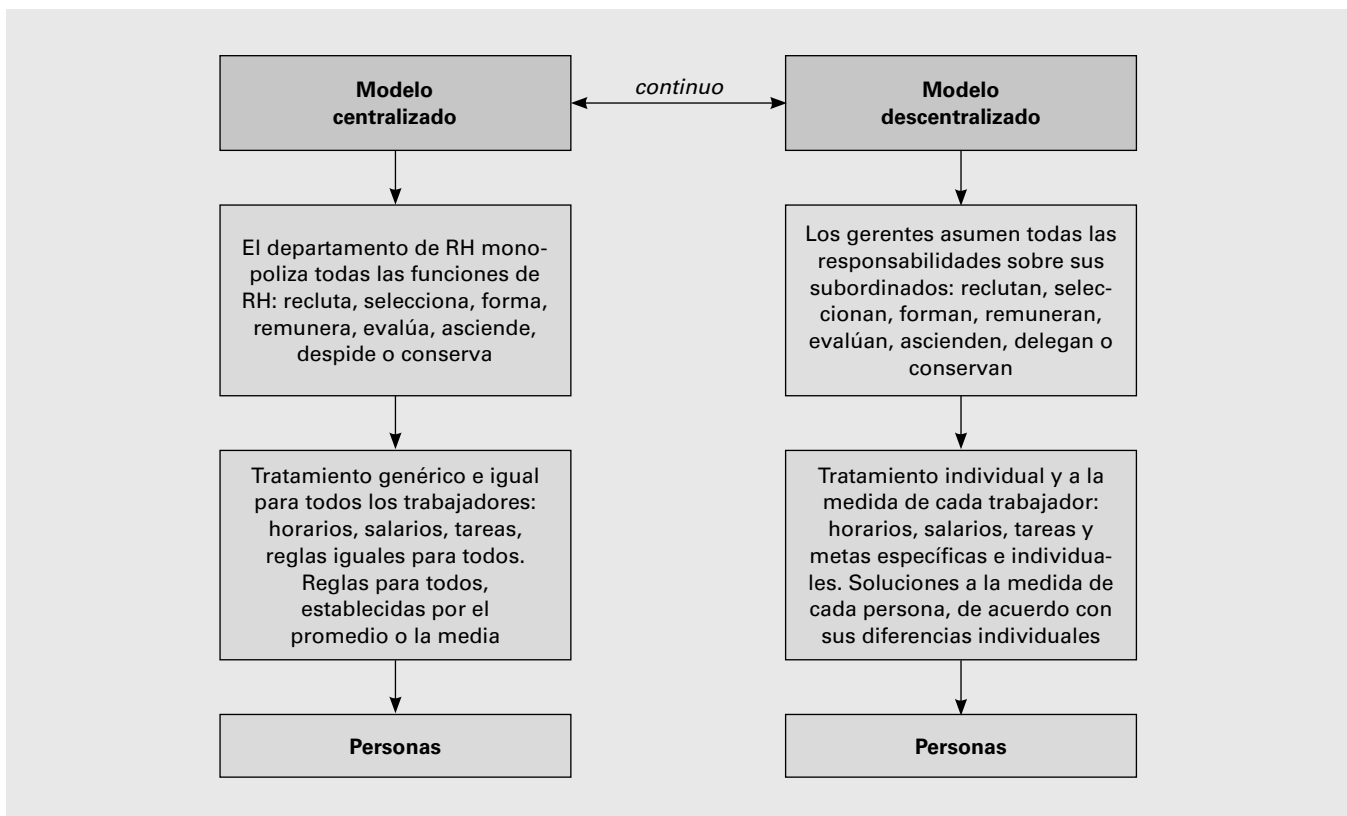 Modelo
centralizado
continuo
Modelo
descentralizado
El departamento de RH mono-
poliza todas las funciones de
RH: recluta, selecciona, forma,
remunera, evalúa, asciende,
despide o conserva
Los gerentes asumen todas las
responsabilidades sobre sus
subordinados: reclutan, selec-
cionan, forman, remuneran,
evalúan, ascienden, delegan o
conservan
Tratamiento genérico e igual
para todos los trabajadores:
horarios, salarios, tareas,
reglas iguales para todos.
Reglas para todos,
establecidas por el
promedio o la media
Tratamiento individual y a la
medida de cada trabajador:
horarios, salarios, tareas y
metas específicas e individua-
les. Soluciones a la medida de
cada persona, de acuerdo con
sus diferencias individuales
Personas
Personas